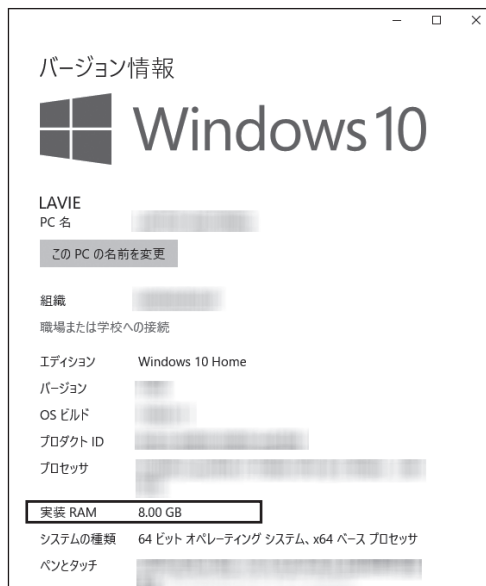 バージョン情報
Windows 10
LAVIE
PC 名
この PC の名前を変更
組織
職場または学校への接続
エディション Windows 10 Home
バージョン
OS ビルド
プロダクト ID
プロセッサ
実装 RAM 8.00 GB
システムの種類 64 ビット オペレーティング システム、x64 ベース プロセッサ
ペンとタッチ